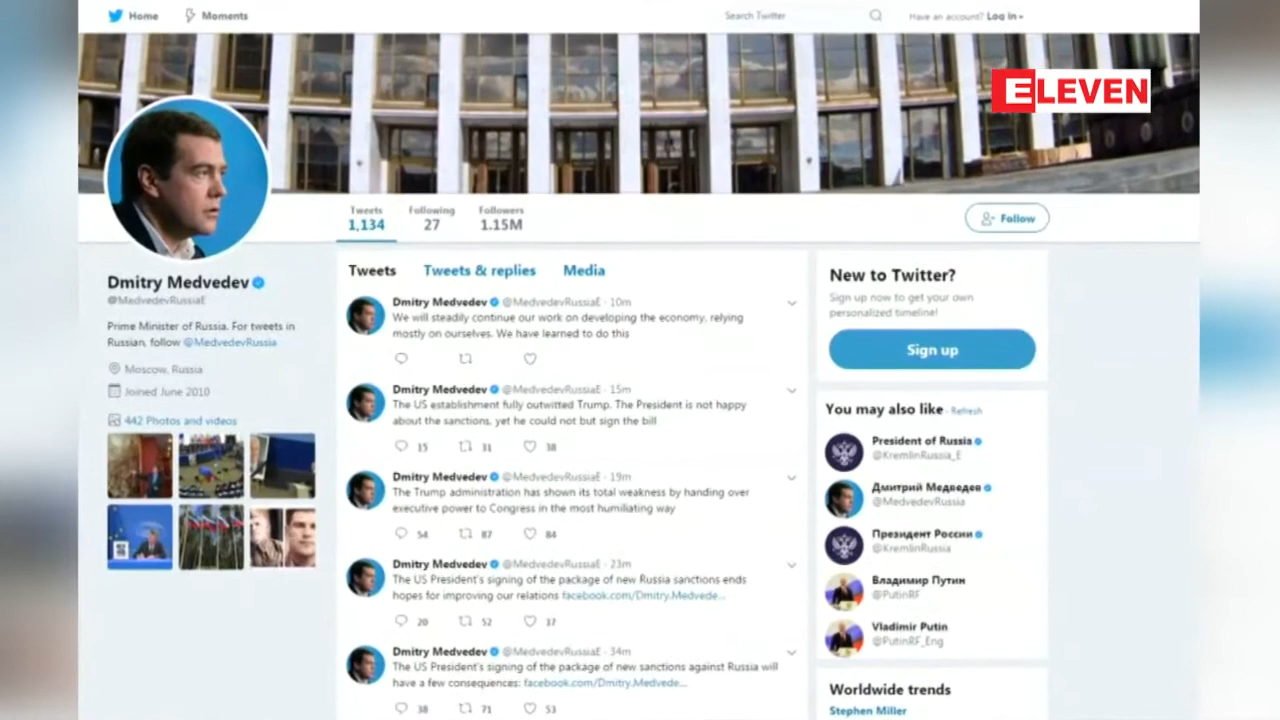 Home
Moments
Search Twitter
Have an account? Log in
ELEVEN
Tweets
1,134
Following
27
Followers
1.15M
Follow
Dmitry Medvedev
@MedvedevRussiaE
Prime Minister of Russia. For tweets in
Russian, follow @MedvedevRussia
Moscow, Russia
Joined June 2010
442 Photos and videos
Tweets
Tweets & replies
Media
Dmitry Medvedev @MedvedevRussiaE · 10m
We will steadily continue our work on developing the economy, relying
mostly on ourselves. We have learned to do this
Dmitry Medvedev @MedvedevRussiaE · 15m
The US establishment fully outwitted Trump. The President is not happy
about the sanctions, yet he could not but sign the bill
15 31 38
Dmitry Medvedev @MedvedevRussiaE · 19m
The Trump administration has shown its total weakness by handing over
executive power to Congress in the most humiliating way
54 87 84
Dmitry Medvedev @MedvedevRussiaE · 23m
The US President's signing of the package of new Russia sanctions ends
hopes for improving our relations facebook.com/Dmitry.Medvede...
20 52 37
Dmitry Medvedev @MedvedevRussiaE · 34m
The US President's signing of the package of new sanctions against Russia will
have a few consequences: facebook.com/Dmitry.Medvede...
38 71 53
New to Twitter?
Sign up now to get your own
personalized timeline!
Sign up
You may also like · Refresh
President of Russia
@KremlinRussia_E
Дмитрий Медведев
@MedvedevRussia
Президент России
@KremlinRussia
Владимир Путин
@PutinRF
Vladimir Putin
@PutinRF_Eng
Worldwide trends
Stephen Miller